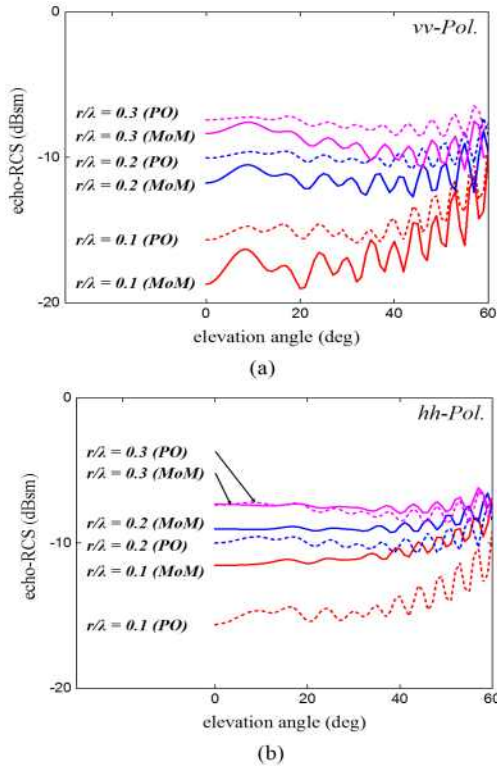 vv-Pol.
0
r/λ = 0.3 (PO)
r/λ = 0.3 (MoM)
r/λ = 0.2 (PO)
r/λ = 0.2 (MoM)
r/λ = 0.1 (PO)
r/λ = 0.1 (MoM)
echo-RCS (dBsm)
-10
-20
0 20 40 60
elevation angle (deg)
(a)
hh-Pol.
0
r/λ = 0.3 (PO)
r/λ = 0.3 (MoM)
r/λ = 0.2 (MoM)
r/λ = 0.2 (PO)
r/λ = 0.1 (MoM)
r/λ = 0.1 (PO)
echo-RCS (dBsm)
-10
-20
0 20 40 60
elevation angle (deg)
(b)